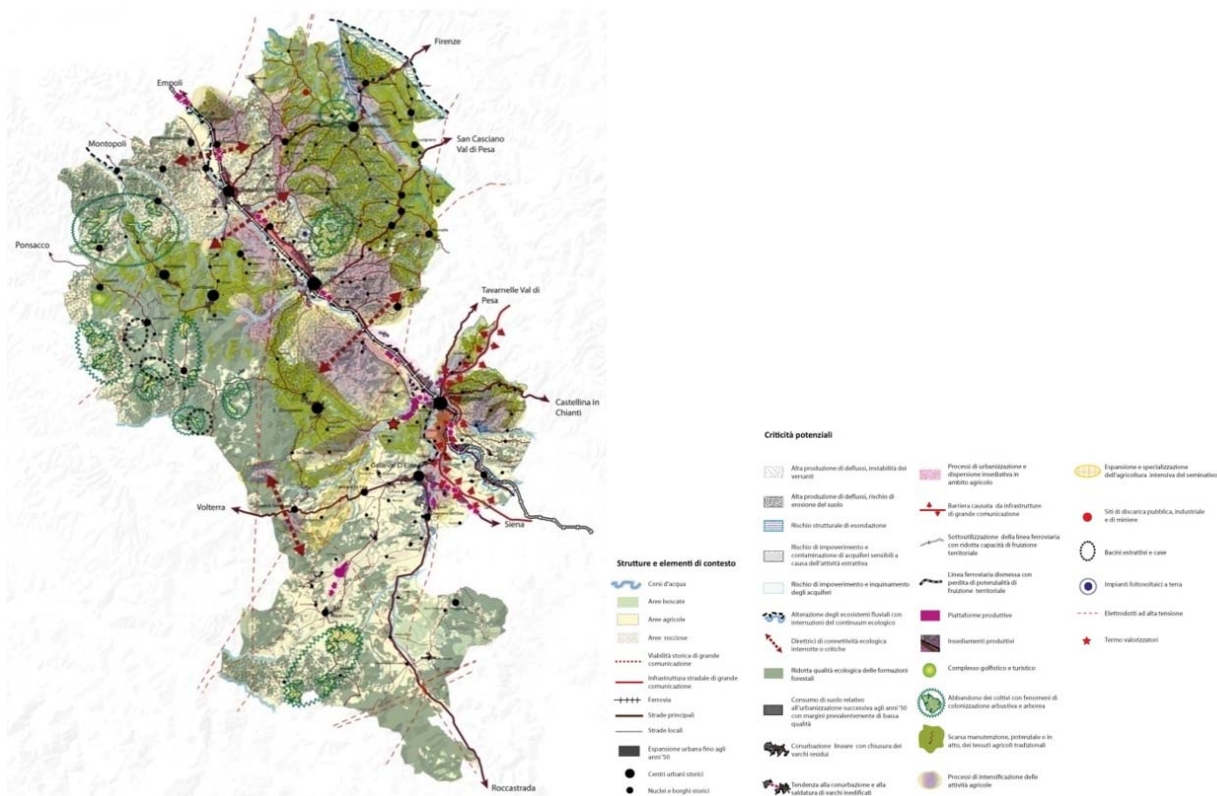 Firenze
Empoli
San Casciano
Val di Pesa
Montopoli
Ponsacco
Tavarnelle Val di
Pesa
Castellina in
Chianti
Volterra
Siena
Roccastrada
Strutture e elementi di contesto
Corsi d'acqua
Aree boscate
Aree agricole
Aree rocciose
Viabilità storica di grande
comunicazione
Infrastruttura stradale di grande
comunicazione
Ferrovia
Strade principali
Strade locali
Espansione urbana fino agli
anni '50
Centri urbani storici
Nuclei e borghi storici
Criticità potenziali
Alta produzione di deflussi, instabilità dei
versanti
Alta produzione di deflussi, rischio di
erosione del suolo
Rischio strutturale di esondazione
Rischio di impoverimento e
contaminazione di acquiferi sensibili a
causa dell'attività estrattiva
Rischio di impoverimento e inquinamento
degli acquiferi
Alterazione degli ecosistemi fluviali con
interruzioni del continuum ecologico
Direttrici di connettività ecologica
interrotte o critiche
Ridotta qualità ecologica delle formazioni
forestali
Consumo di suolo relativo
all'urbanizzazione successiva agli anni '50
con margini prevalentemente di bassa
qualità
Conurbazione lineare con chiusura dei
varchi residui
Tendenza alla conurbazione e alla
saldatura di varchi inedificati
Processi di urbanizzazione e
dispersione insediativa in
ambito agricolo
Barriera causata da infrastrutture
di grande comunicazione
Sottoutilizzazione della linea ferroviaria
con ridotta capacità di fruizione
territoriale
Linea ferroviaria dismessa con
perdita di potenzialità di
fruizione territoriale
Piattaforme produttive
Insediamenti produttivi
Complesso golfistico e turistico
Abbandono dei coltivi con fenomeni di
colonizzazione arbustiva e arborea
Scarsa manutenzione, potenziale o in
atto, dei tessuti agricoli tradizionali
Processi di intensificazione delle
attività agricole
Espansione e specializzazione
dell'agricoltura intensiva del seminativo
Siti di discarica pubblica, industriale
e di miniere
Bacini estrattivi e cave
Impianti fotovoltaici a terra
Elettrodotti ad alta tensione
Termo valorizzatori